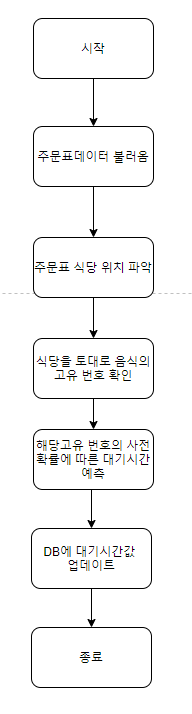 시작
주문표데이터 불러옴
주문표 식당 위치 파악
식당을 토대로 음식의
고유 번호 확인
해당고유 번호의 사전
확률에 따른 대기시간
예측
DB에 대기시간값
업데이트
종료